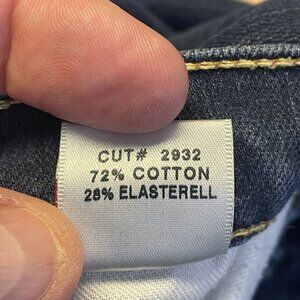 CUT# 2932
72% COTTON
28% ELASTERELL